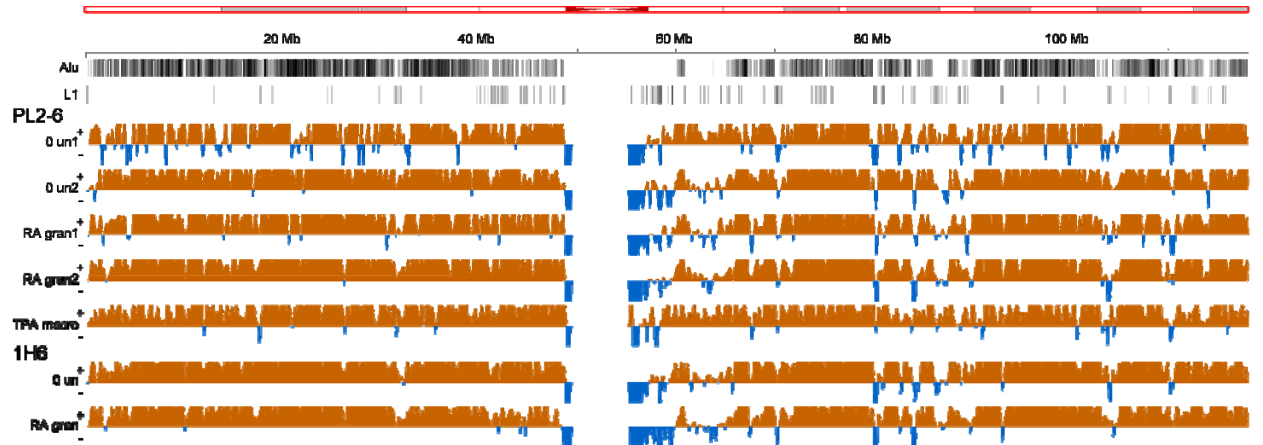 20 Mb 40 Mb 60 Mb 80 Mb 100 Mb
Alu
L1
PL2-6
0 un1 + -
0 un2 + -
RA gran1 + -
RA gran2 + -
TPA macro + -
1H6
0 un + -
RA gran + -